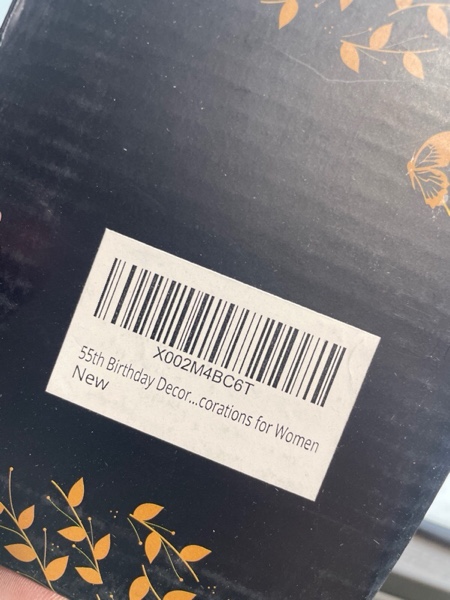 X002M4BC6T
55th Birthday Decor...corations for Women
New